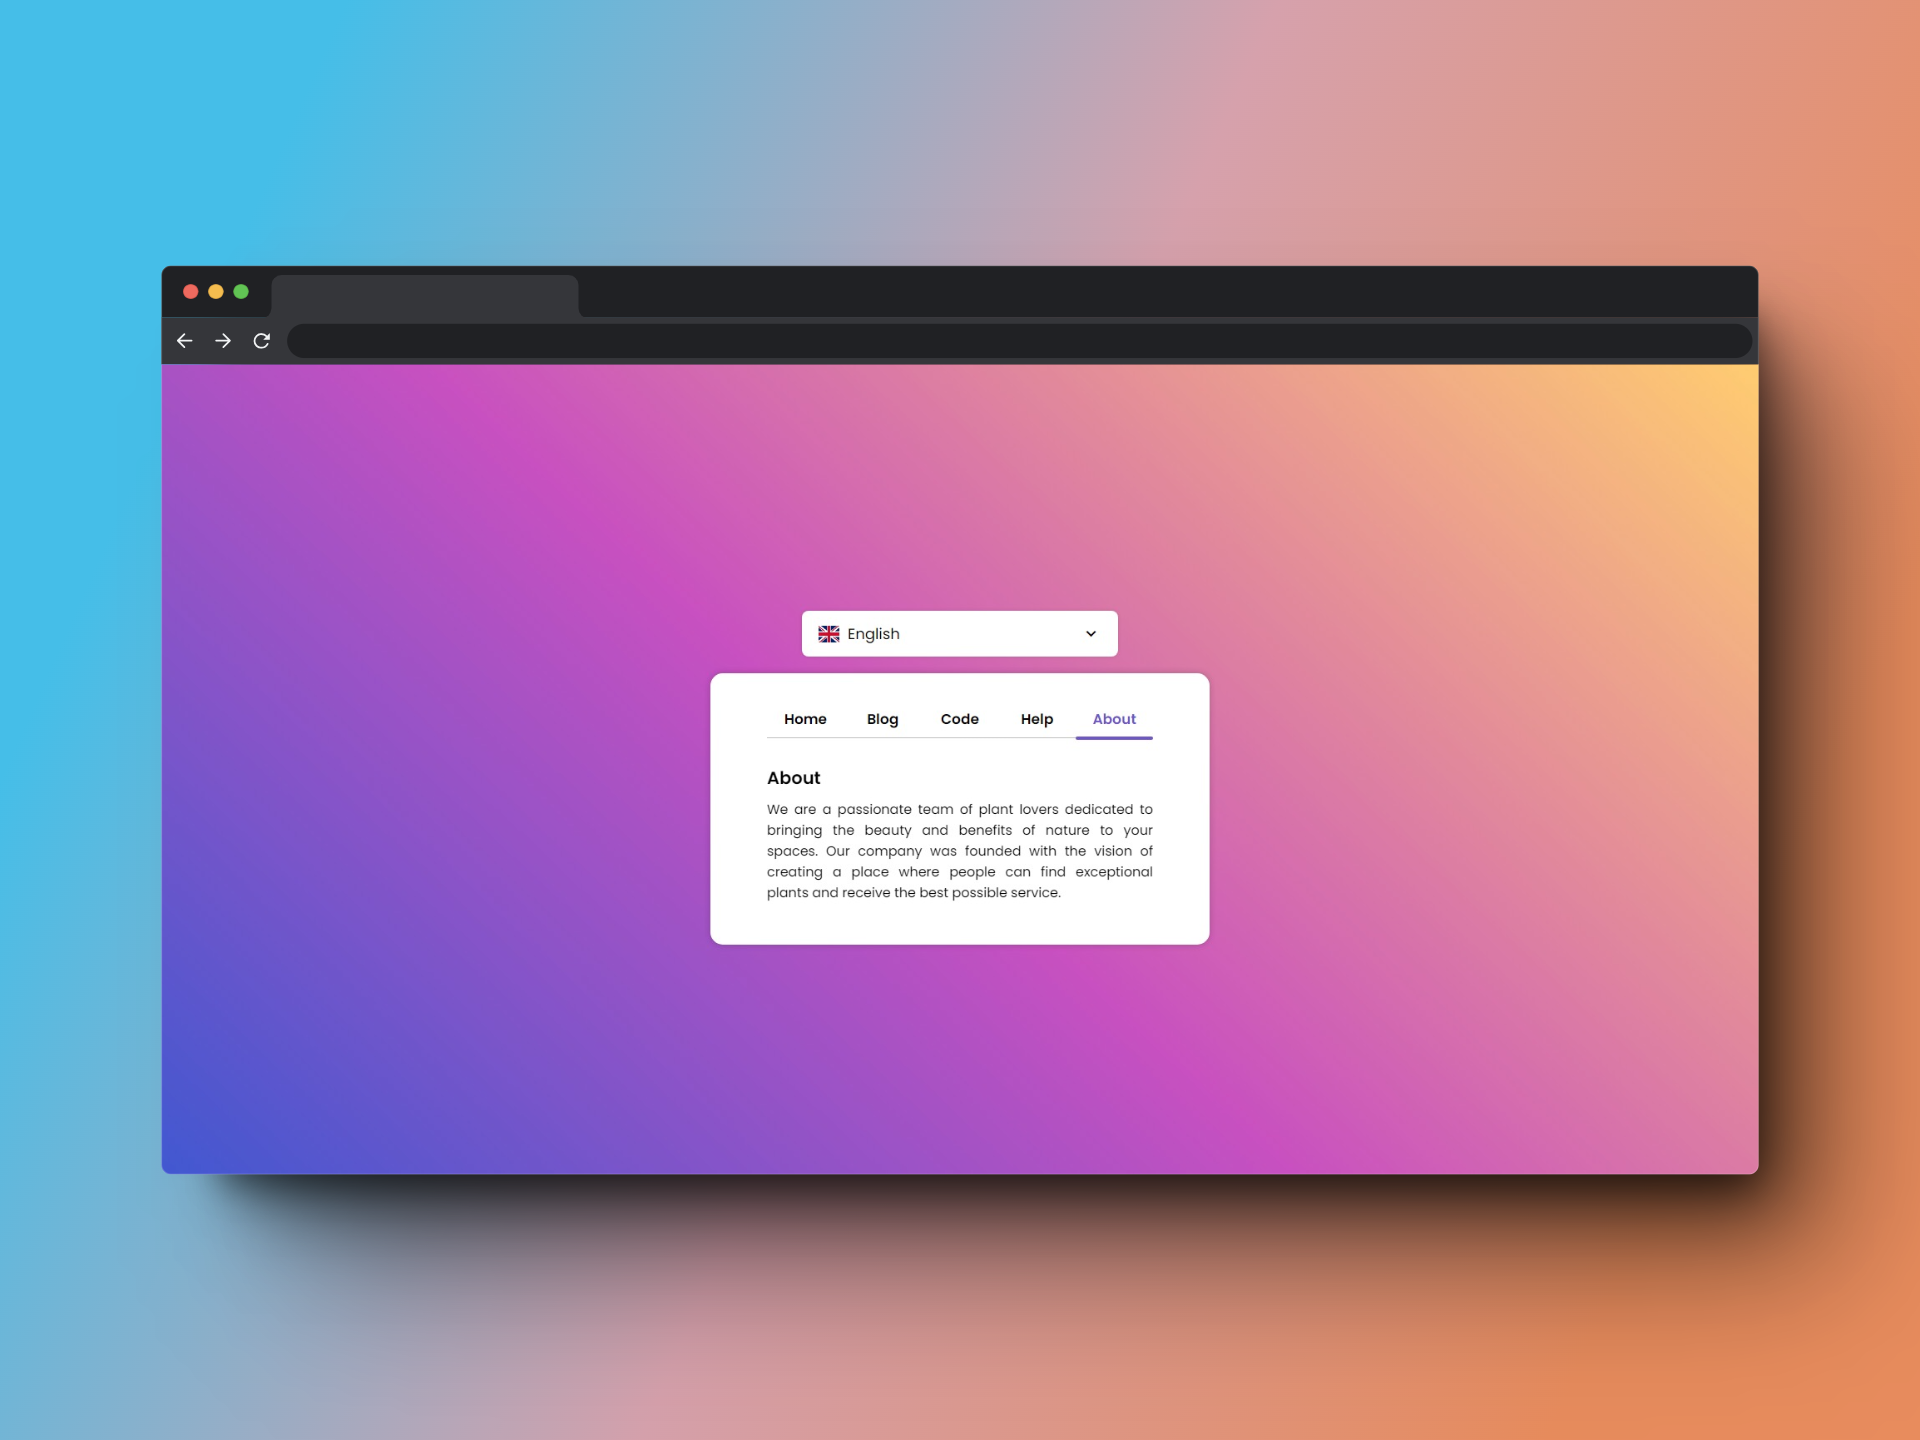 English
Home Blog Code Help About
About
We are a passionate team of plant lovers dedicated to
bringing the beauty and benefits of nature to your
spaces. Our company was founded with the vision of
creating a place where people can find exceptional
plants and receive the best possible service.